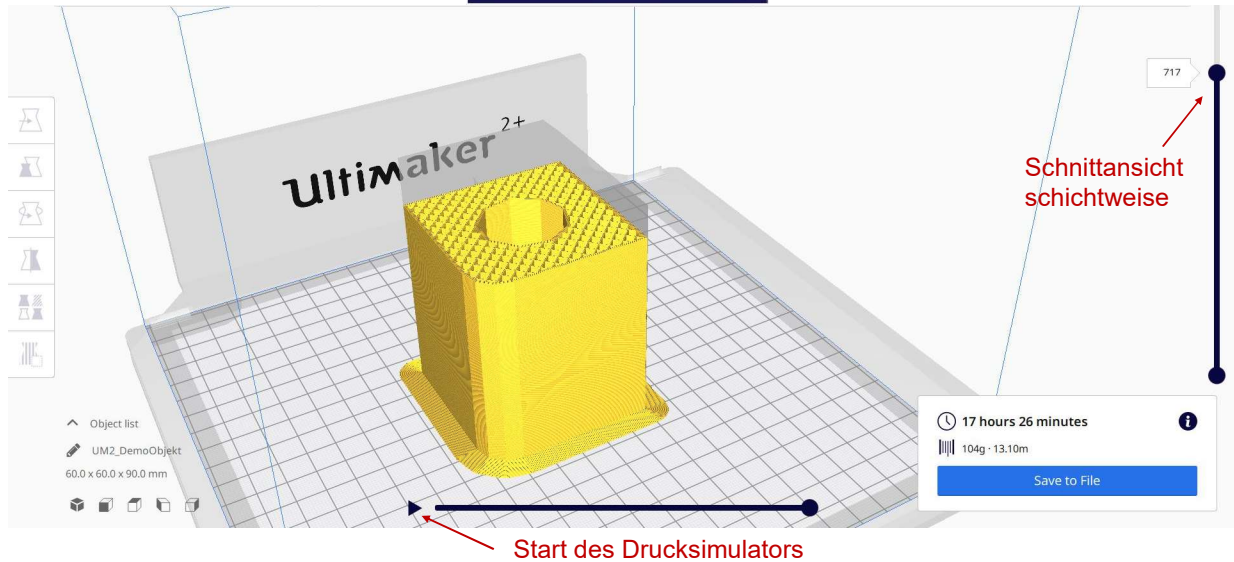 717
Schnittansicht
schichtweise
Ultimaker 2+
Object list
UM2_DemoObjekt
60.0 x 60.0 x 90.0 mm
17 hours 26 minutes
104g · 13.10m
Save to File
Start des Drucksimulators